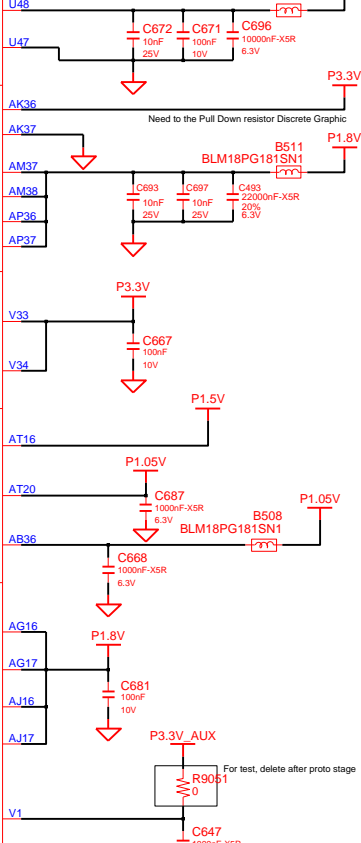 U48
C672
10nF
25V
C671
100nF
10V
C696
10000nF-X5R
6.3V
U47
P3.3V
AK36
Need to the Pull Down resistor Discrete Graphic
AK37
P1.8V
B511
BLM18PG181SN1
AM37
AM38
AP36
AP37
C693
10nF
25V
C697
10nF
25V
C493
22000nF-X5R
20%
6.3V
P3.3V
V33
C667
100nF
10V
V34
P1.5V
AT16
P1.05V
AT20
C687
1000nF-X5R
6.3V
B508
BLM18PG181SN1
P1.05V
AB36
C668
1000nF-X5R
6.3V
AG16
P1.8V
AG17
C681
100nF
10V
AJ16
AJ17
P3.3V_AUX
For test, delete after proto stage
R9051
0
V1
C647
1000nF-X5R